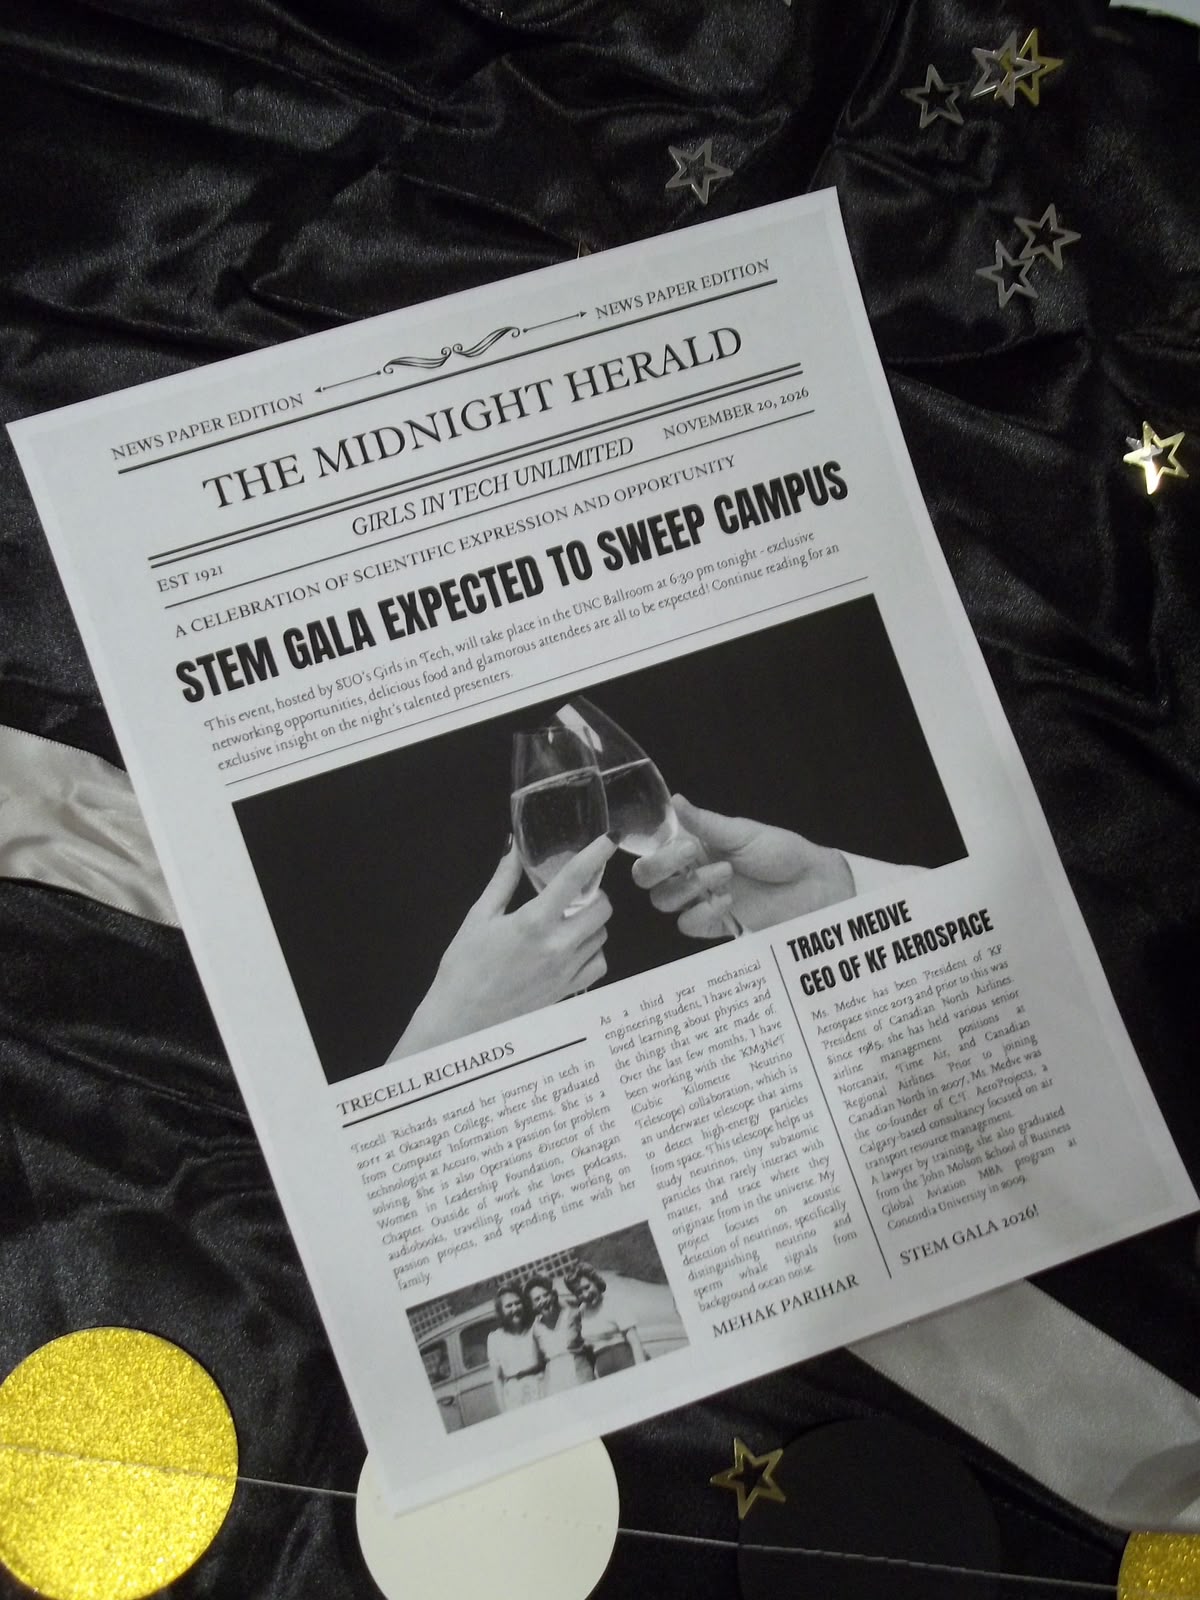 NEWS PAPER EDITION
NEWS PAPER EDITION
THE MIDNIGHT HERALD
EST 1921
GIRLS IN TECH UNLIMITED
NOVEMBER 20, 2026
A CELEBRATION OF SCIENTIFIC EXPRESSION AND OPPORTUNITY
STEM GALA EXPECTED TO SWEEP CAMPUS
This event, hosted by SUO's Girls in Tech, will take place in the UNC Ballroom at 6:30 pm tonight - exclusive
networking opportunities, delicious food and glamorous attendees are all to be expected! Continue reading for an
exclusive insight on the night's talented presenters.
TRECELL RICHARDS
Trecell Richards started her journey in tech in
2011 at Okanagan College, where she graduated
from Computer Information Systems. She is a
technologist at Accuro, with a passion for problem
solving. She is also Operations Director of the
Women in Leadership Foundation, Okanagan
Chapter. Outside of work she loves podcasts,
audiobooks, travelling, road trips, working on
passion projects, and spending time with her
family.
As a third year mechanical
engineering student, I have always
loved learning about physics and
the things that we are made of.
Over the last few months, I have
been working with the KM3NeT
(Cubic Kilometre Neutrino
Telescope) collaboration, which is
an underwater telescope that aims
to detect high-energy particles
from space. This telescope helps us
study neutrinos, tiny subatomic
particles that rarely interact with
matter, and trace where they
originate from in the universe. My
project focuses on acoustic
detection of neutrinos, specifically
distinguishing neutrino and
sperm whale signals from
background ocean noise.
MEHAK PARIHAR
TRACY MEDVE
CEO OF KF AEROSPACE
Ms. Medve has been President of KF
Aerospace since 2013 and prior to this was
President of Canadian North Airlines.
Since 1985, she has held various senior
airline management positions at
Norcanair, Time Air, and Canadian
Regional Airlines. Prior to joining
Canadian North in 2007, Ms. Medve was
the co-founder of C.T. AeroProjects, a
Calgary-based consultancy focused on air
transport resource management.
A lawyer by training, she also graduated
from the John Molson School of Business
Global Aviation MBA program at
Concordia University in 2009.
STEM GALA 2026!